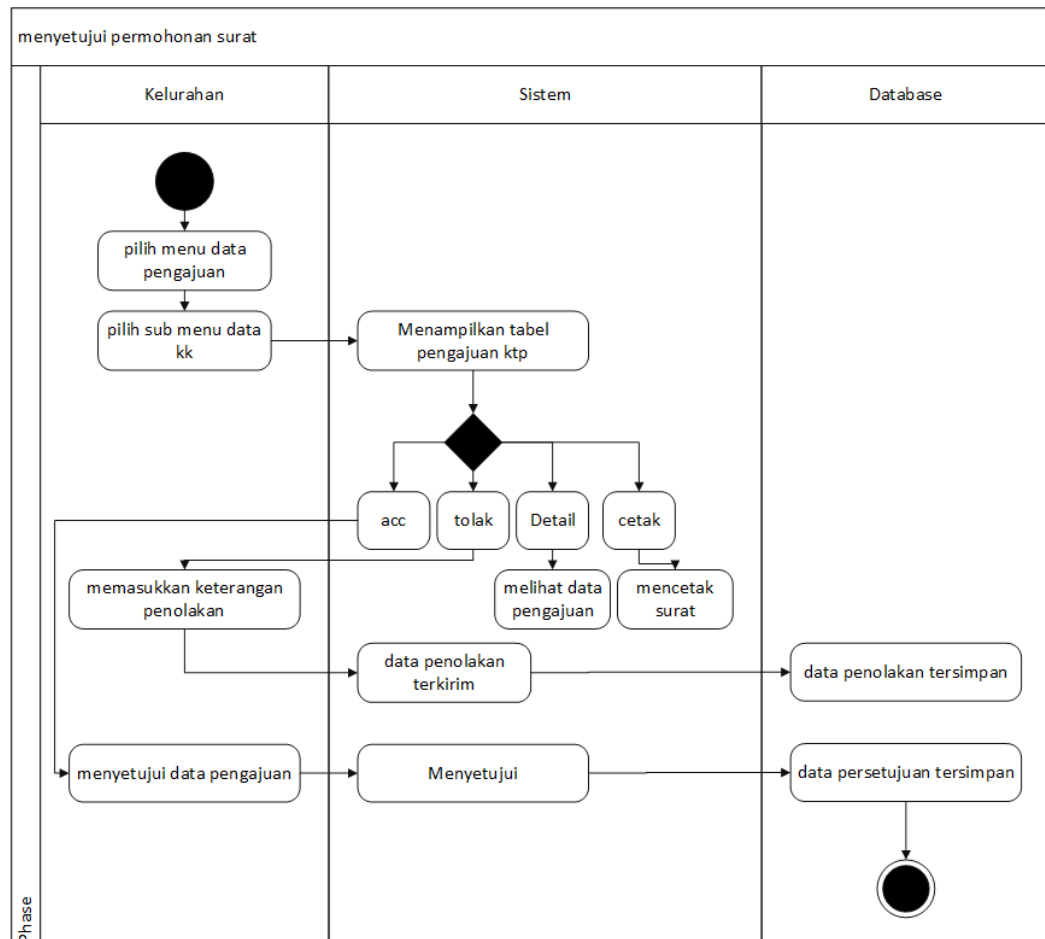 menyetujui permohonan surat
Kelurahan
Sistem
Database
pilih menu data
pengajuan
pilih sub menu data
kk
Menampilkan tabel
pengajuan ktp
acc
tolak
Detail
cetak
memasukkan keterangan
penolakan
melihat data
pengajuan
mencetak
surat
data penolakan
terkirim
data penolakan tersimpan
menyetujui data pengajuan
Menyetujui
data persetujuan tersimpan
Phase